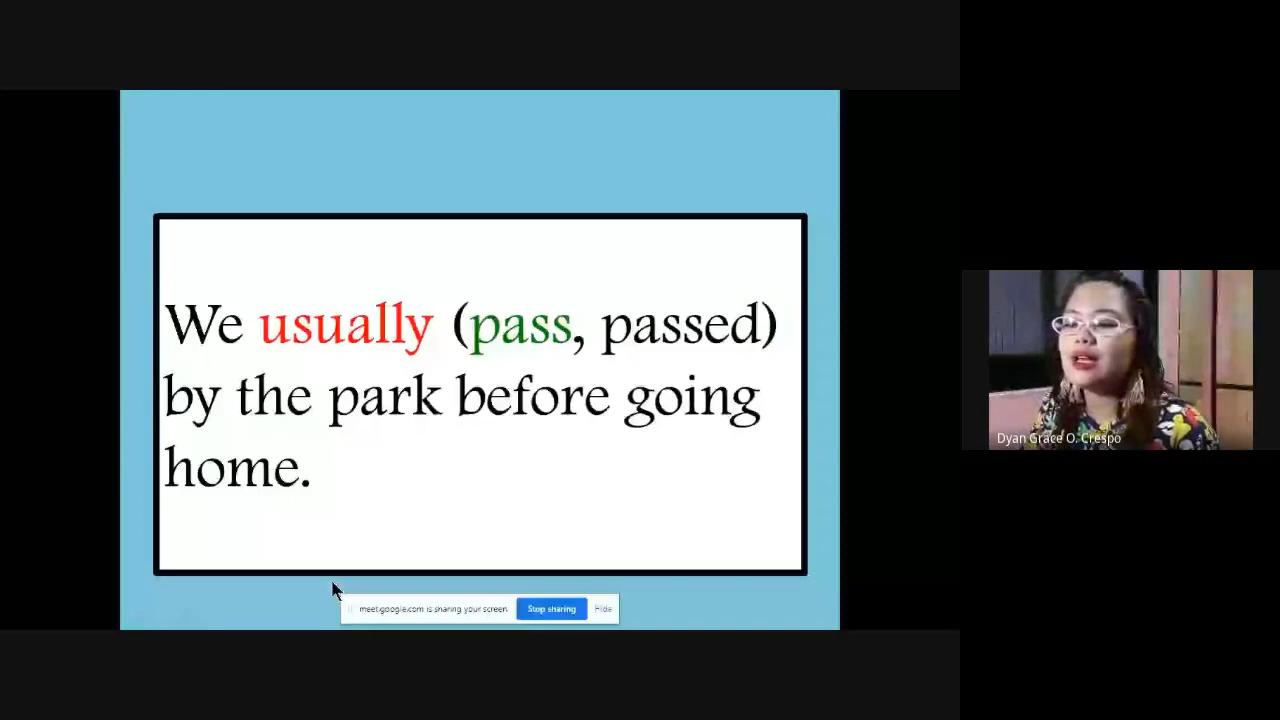 We usually (pass, passed)
by the park before going
home.
meet.google.com is sharing your screen Stop sharing Hide
Dyan Grace O. Crespo